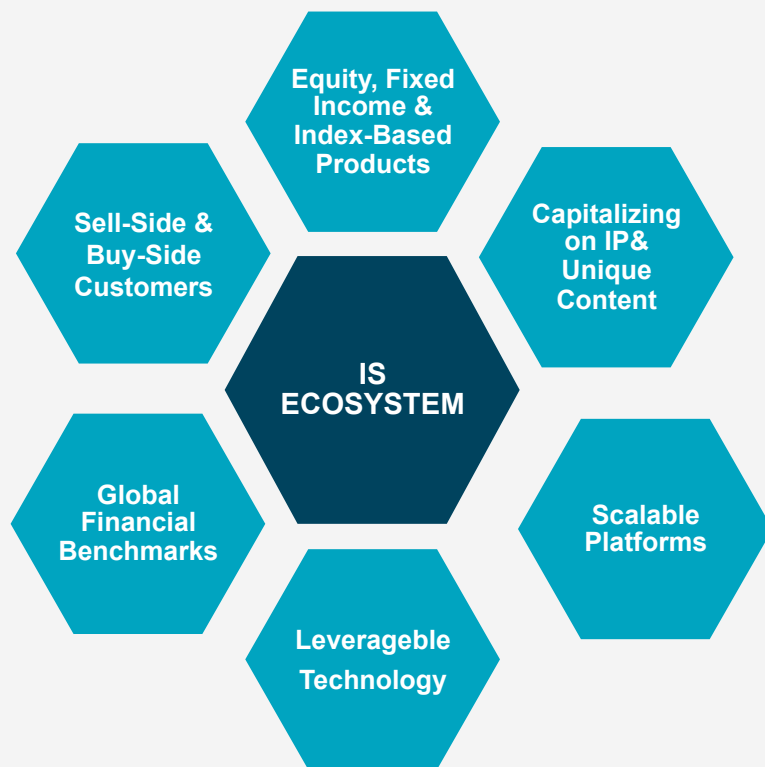 Equity, Fixed
Income &
Index-Based
Products
Capitalizing
on IP&
Unique
Content
Scalable
Platforms
Leverageble
Technology
Global
Financial
Benchmarks
Sell-Side &
Buy-Side
Customers
IS
ECOSYSTEM